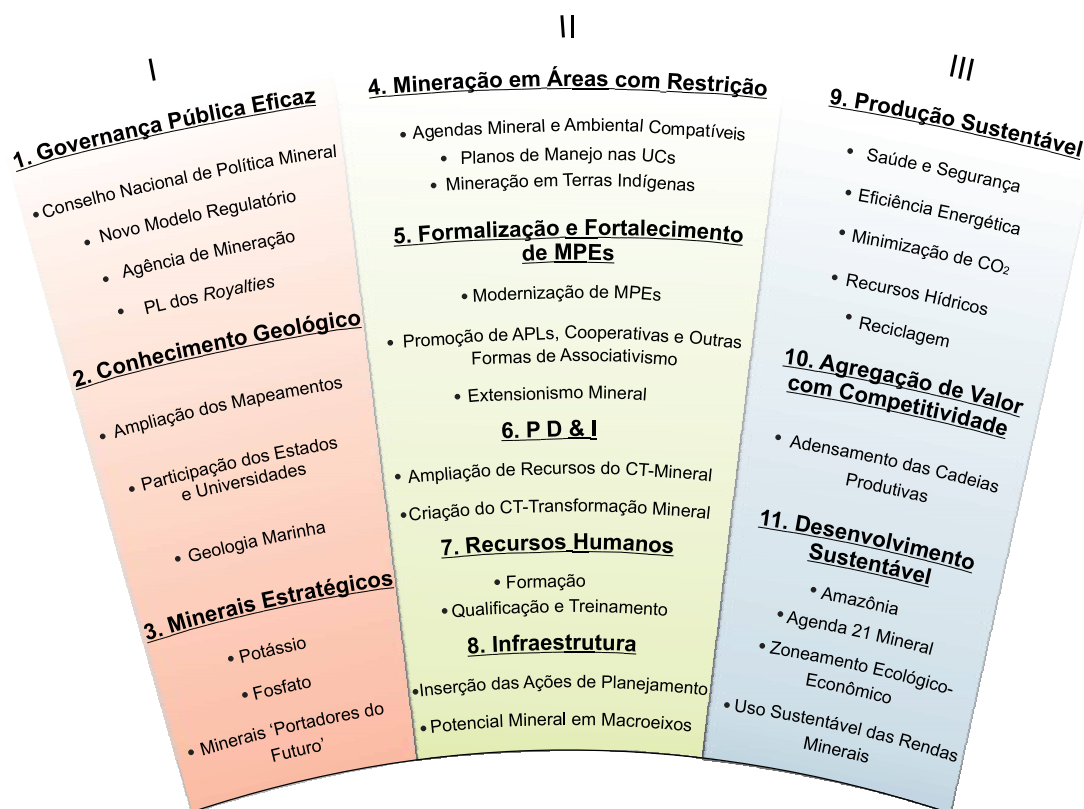 I
1. Governança Pública Eficaz
• Conselho Nacional de Política Mineral
• Novo Modelo Regulatório
• Agência de Mineração
• PL dos Royalties
2. Conhecimento Geológico
• Ampliação dos Mapeamentos
• Participação dos Estados
e Universidades
• Geologia Marinha
3. Minerais Estratégicos
• Potássio
• Fosfato
• Minerais ‘Portadores do
Futuro’
II
4. Mineração em Áreas com Restrição
• Agendas Mineral e Ambiental Compatíveis
• Planos de Manejo nas UCs
• Mineração em Terras Indígenas
5. Formalização e Fortalecimento
de MPEs
• Modernização de MPEs
• Promoção de APLs, Cooperativas e Outras
Formas de Associativismo
• Extensionismo Mineral
6. P D & I
• Ampliação de Recursos do CT-Mineral
• Criação do CT-Transformação Mineral
7. Recursos Humanos
• Formação
• Qualificação e Treinamento
8. Infraestrutura
• Inserção das Ações de Planejamento
• Potencial Mineral em Macroeixos
III
9. Produção Sustentável
• Saúde e Segurança
• Eficiência Energética
• Minimização de CO₂
• Recursos Hídricos
• Reciclagem
10. Agregação de Valor
com Competitividade
• Adensamento das Cadeias
Produtivas
11. Desenvolvimento
Sustentável
• Amazônia
• Agenda 21 Mineral
• Zoneamento Ecológico-
Econômico
• Uso Sustentável das Rendas
Minerais